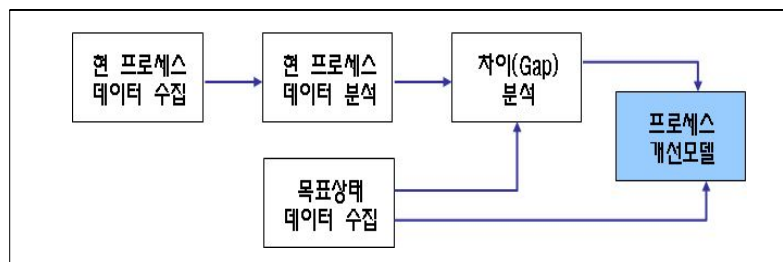 현 프로세스
데이터 수집
현 프로세스
데이터 분석
차이(Gap)
분석
프로세스
개선모델
목표상태
데이터 수집